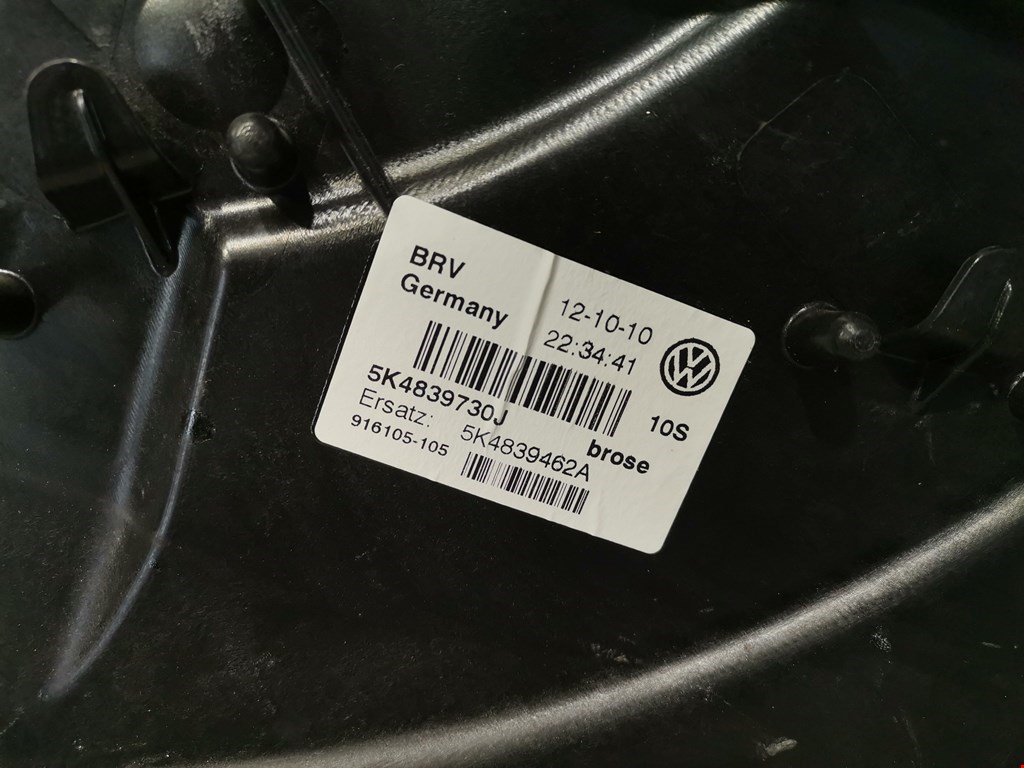 BRV
Germany
12-10-10
22:34:41
5K4839730J
10S
Ersatz: 5K4839462A
brose
916105-105